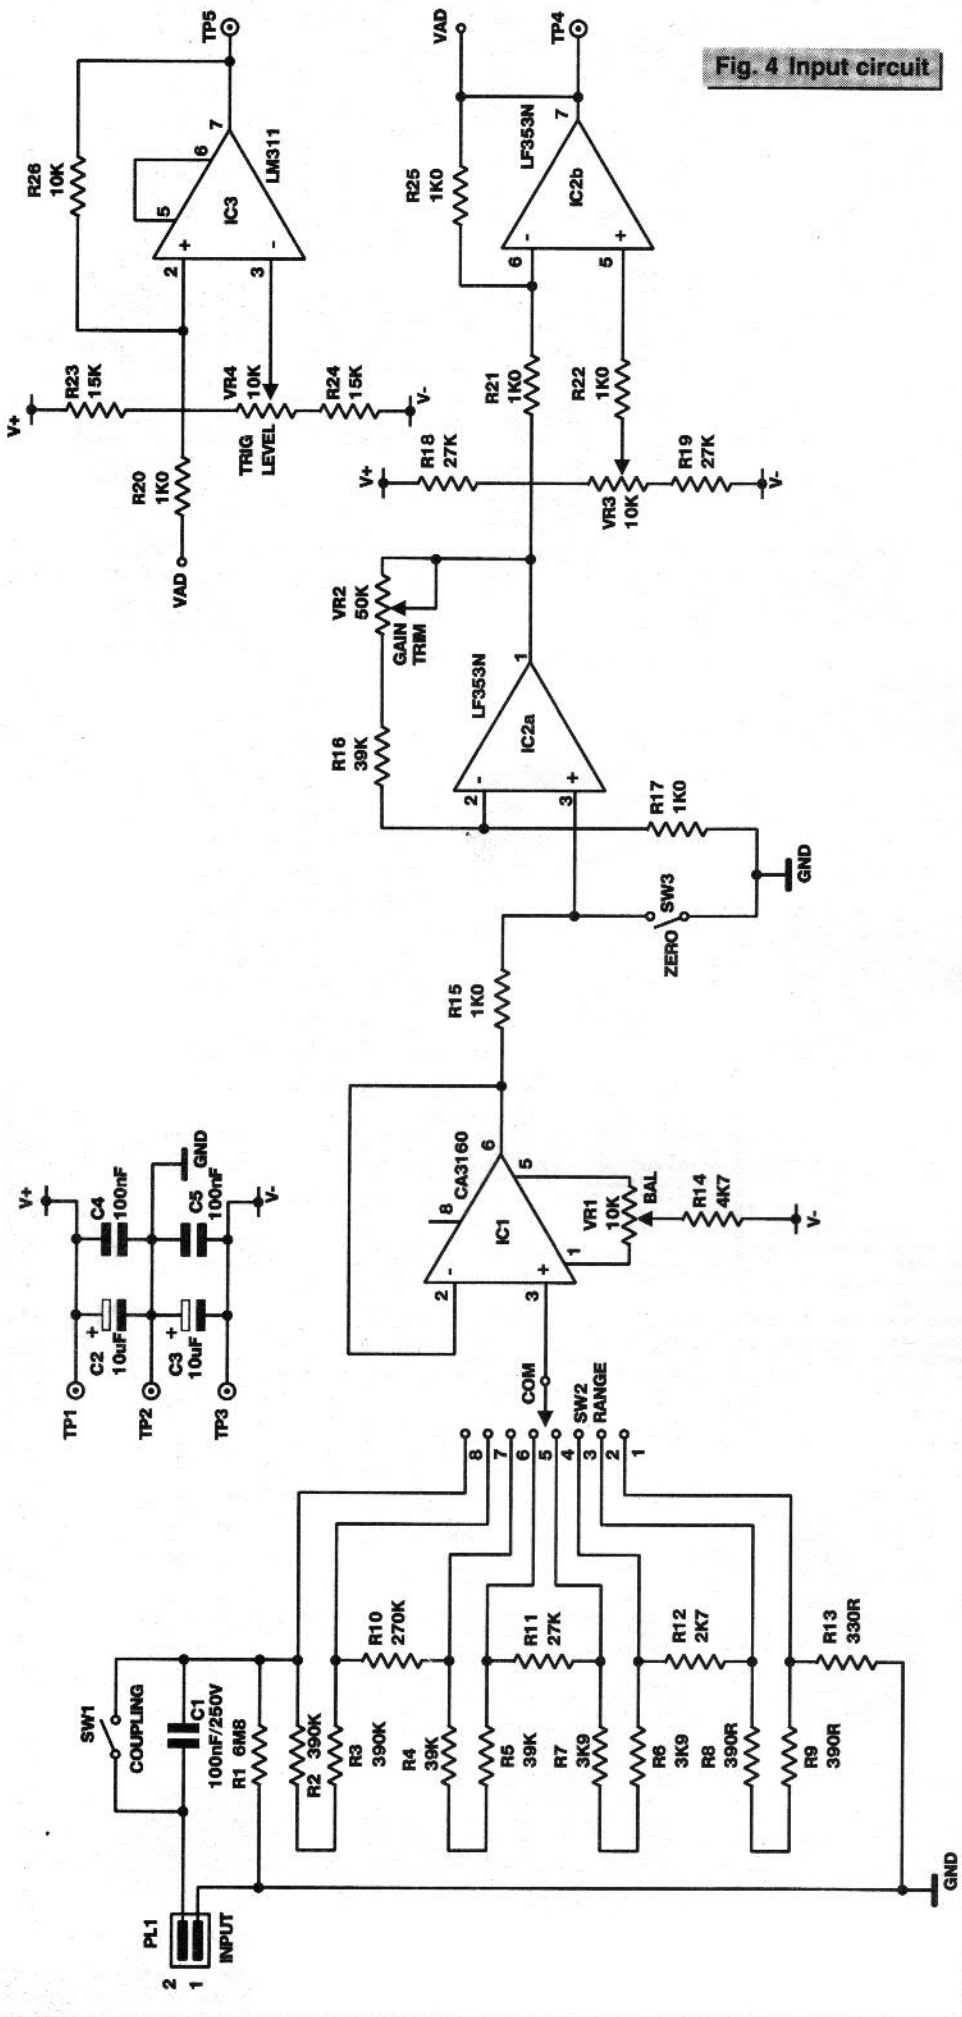 Fig. 4 Input circuit
PL1
2
1
INPUT
SW1
COUPLING
C1
100nF/250V
R1 6M8
R2 390K
R3
390K
R4
39K
R5
39K
R7
3K9
R6
3K9
R8
390R
R9
390R
R10
270K
R11
27K
R12
2K7
R13
330R
GND
8
7
6
5
4
3
2
1
COM
SW2
RANGE
TP1
TP2
TP3
C2
10uF
+
C3
10uF
+
C4
100nF
C5
100nF
V+
GND
V-
2
-
3
+
IC1
CA3160
8
6
5
1
VR1
10K
BAL
R14
4K7
V-
R15
1K0
ZERO
SW3
GND
R17
1K0
2
-
3
+
IC2a
LF353N
1
R16
39K
VR2
50K
GAIN
TRIM
V+
R18
27K
VR3
10K
R19
27K
V-
R21
1K0
R22
1K0
6
-
5
+
IC2b
LF353N
7
R25
1K0
VAD
TP4
VAD
R20
1K0
V+
R23
15K
VR4
10K
TRIG
LEVEL
R24
15K
V-
2
+
3
-
IC3
LM311
5
6
7
R26
10K
TP5